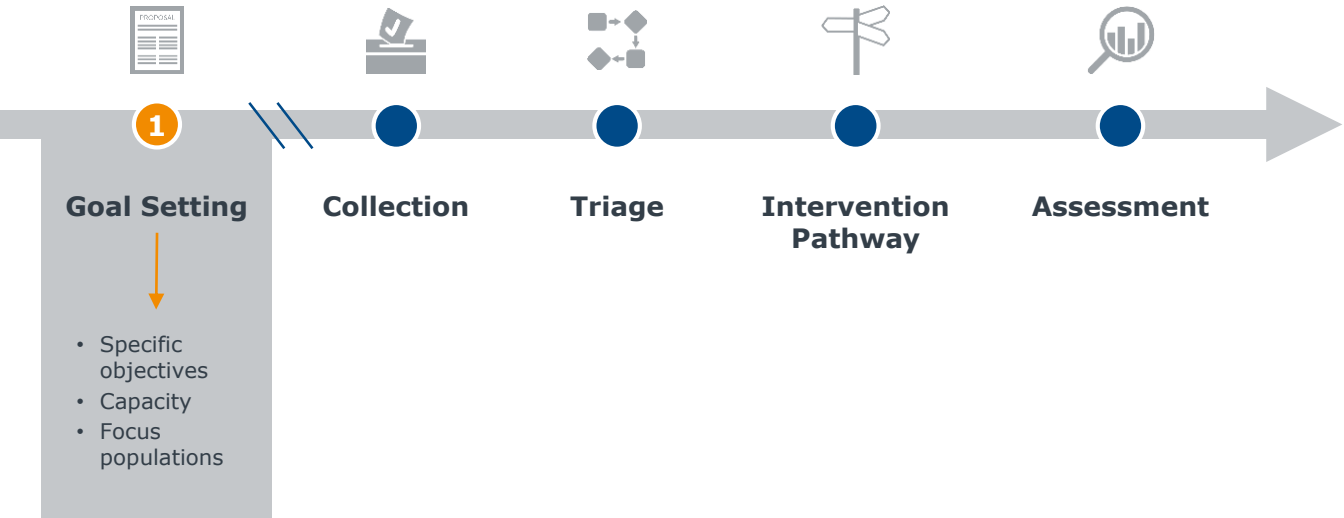 PROPOSAL
1
Goal Setting
Collection
Triage
Intervention
Pathway
Assessment
• Specific
objectives
• Capacity
• Focus
populations